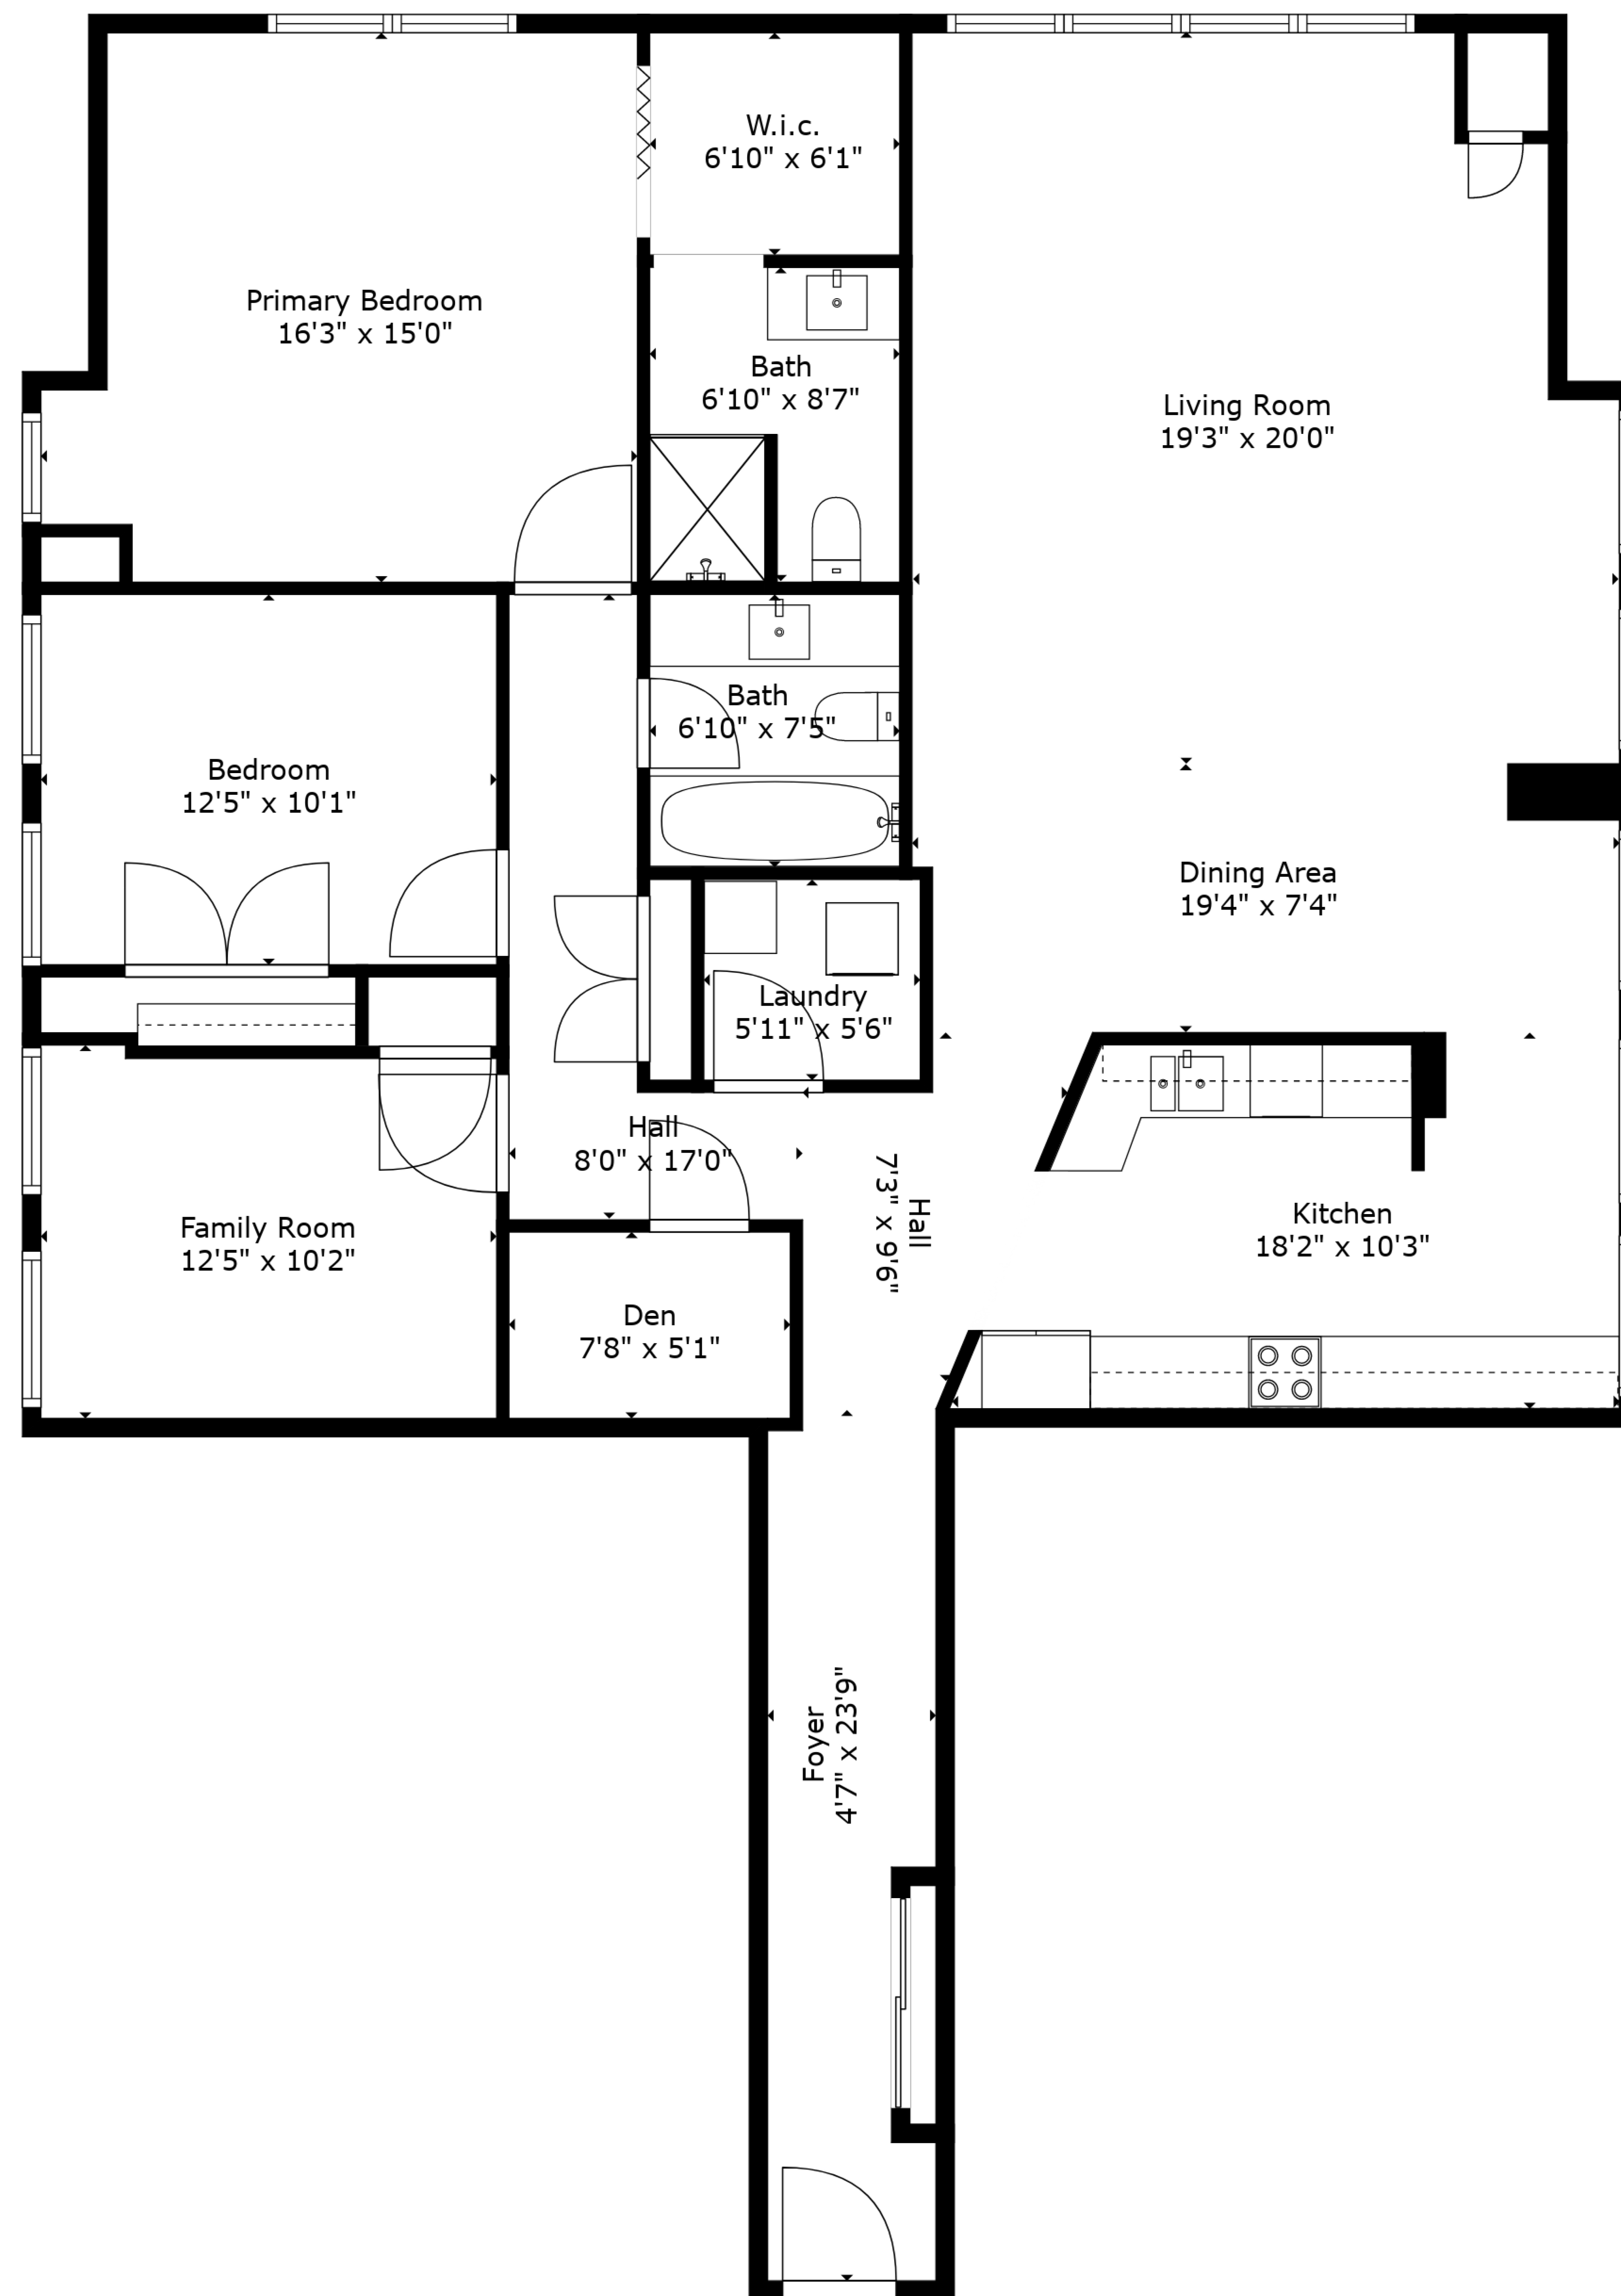 W.i.c.
6'10" x 6'1"
Primary Bedroom
16'3" x 15'0"
Bath
6'10" x 8'7"
Living Room
19'3" x 20'0"
Bath
6'10" x 7'5"
Bedroom
12'5" x 10'1"
Dining Area
19'4" x 7'4"
Laundry
5'11" x 5'6"
Hall
8'0" x 17'0"
Hall
7'3" x 9'6"
Kitchen
18'2" x 10'3"
Family Room
12'5" x 10'2"
Den
7'8" x 5'1"
Foyer
4'7" x 23'9"